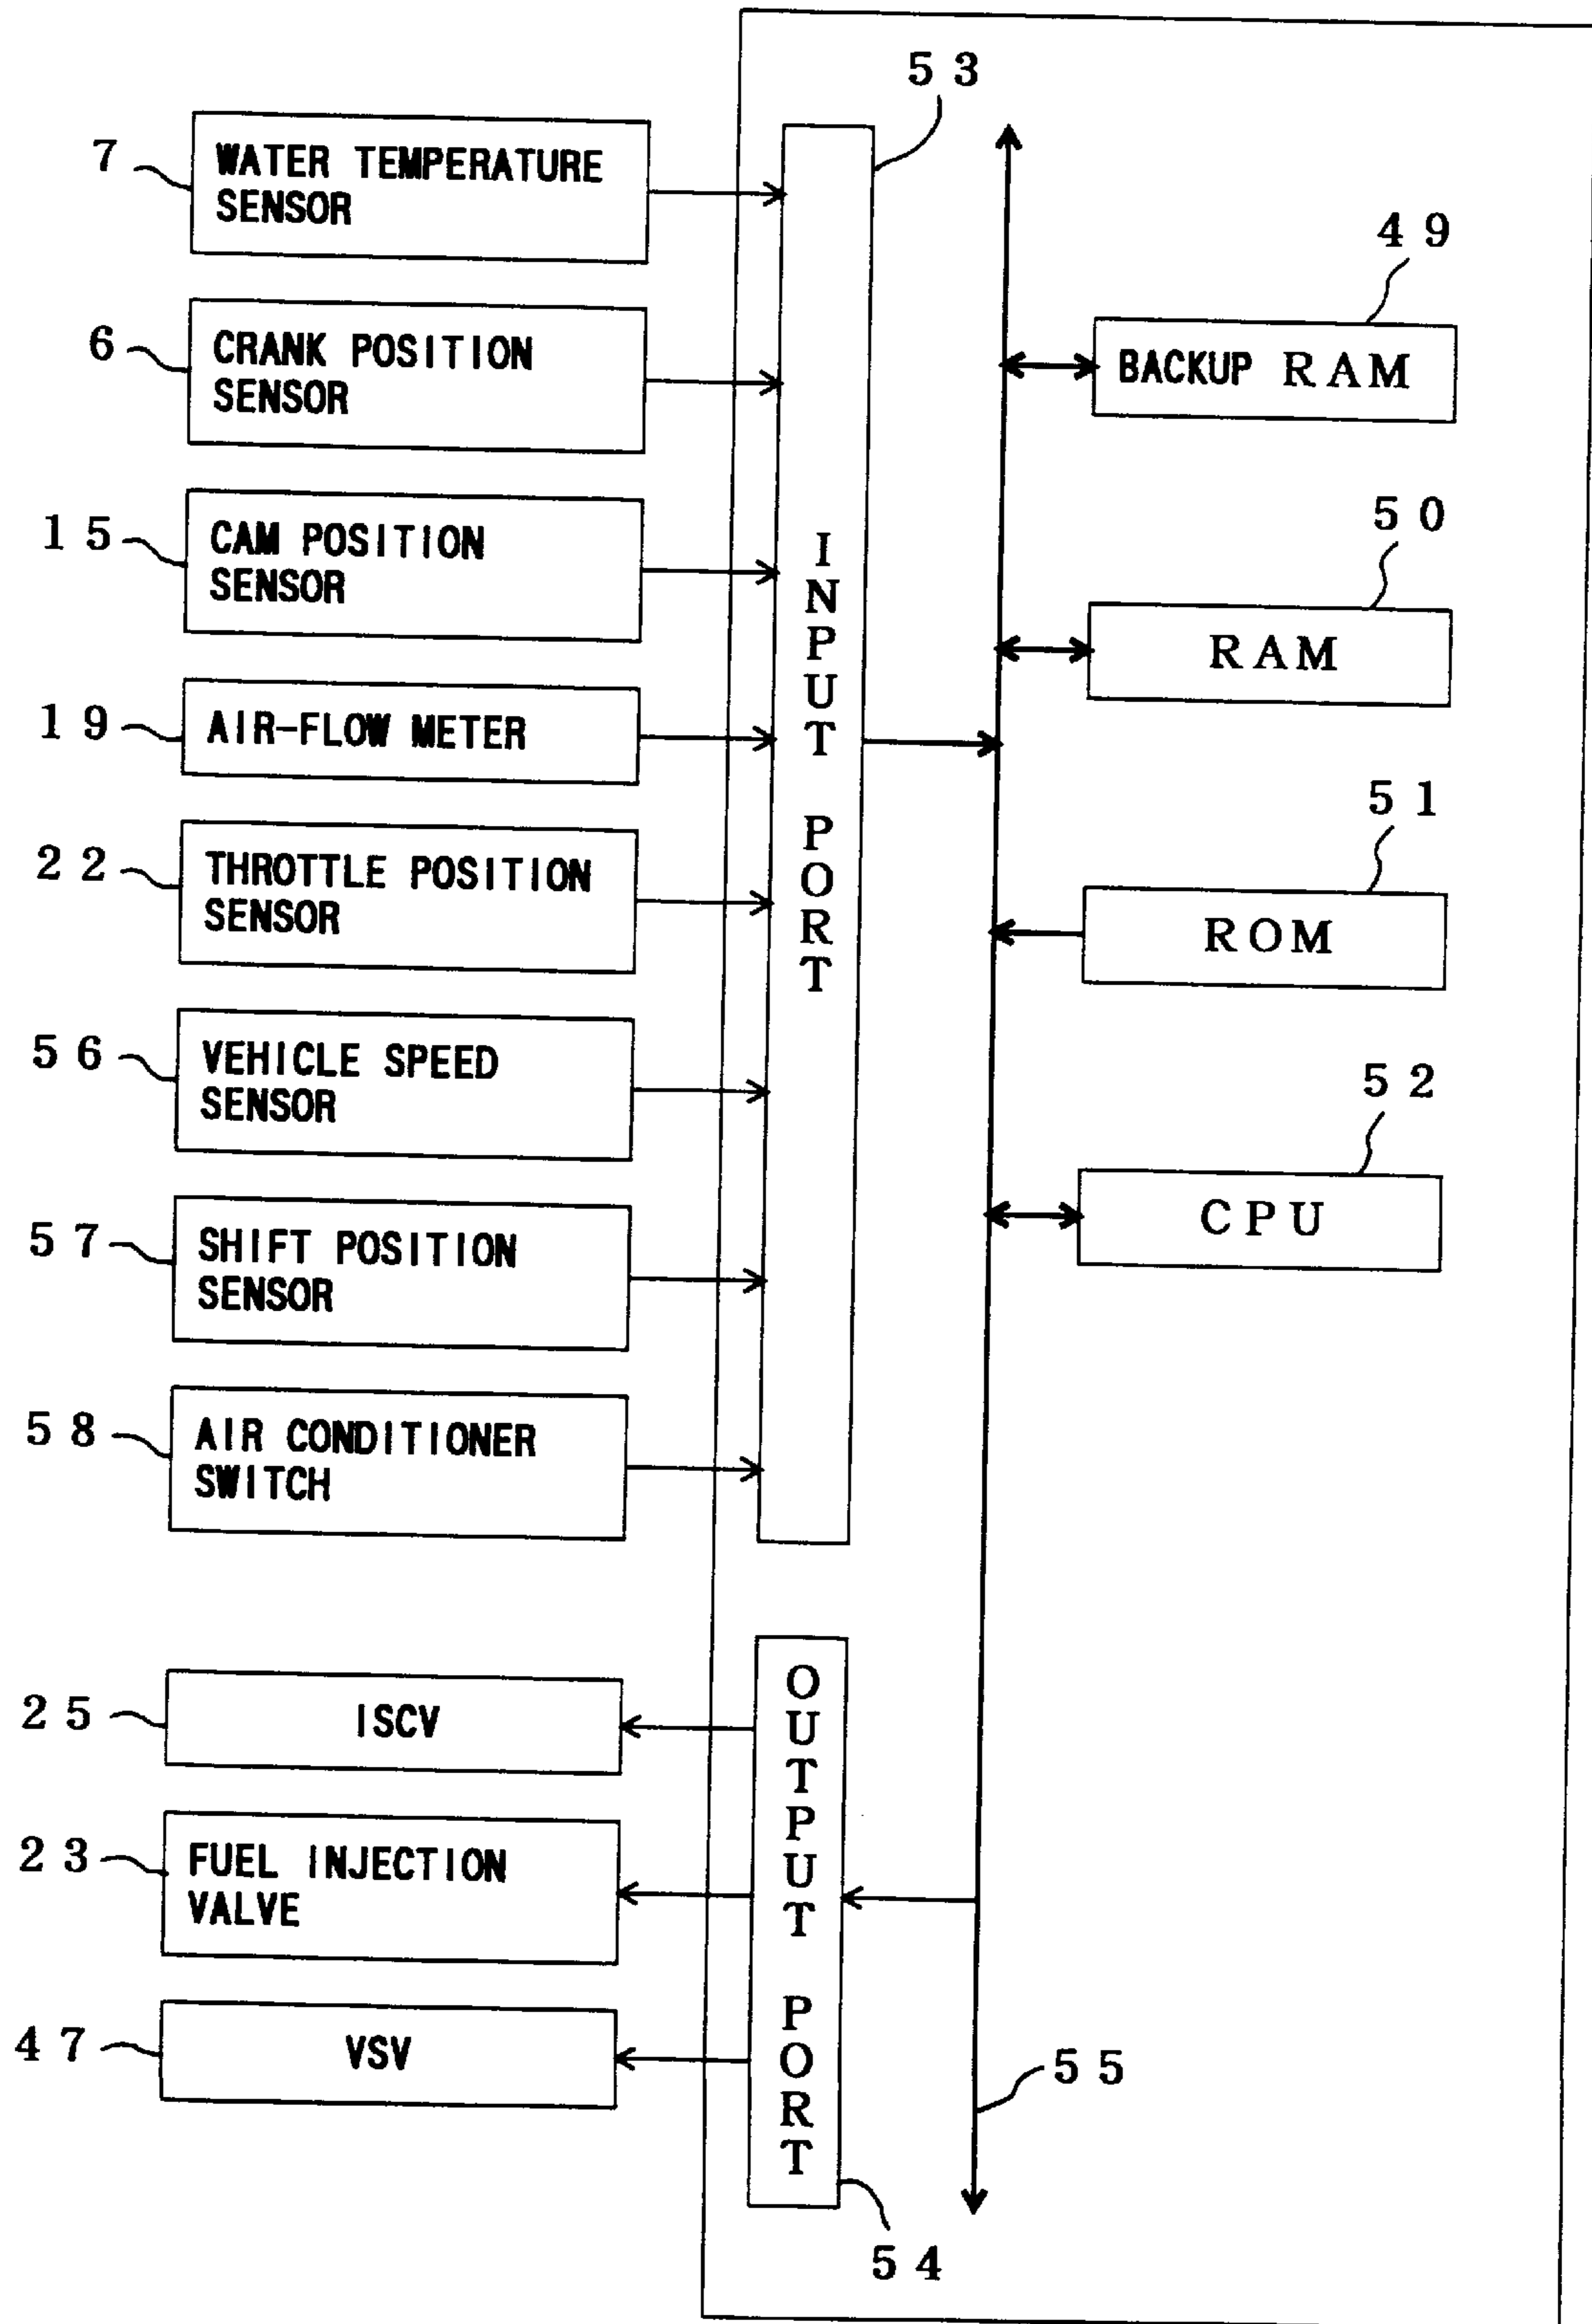 53
7
WATER TEMPERATURE
SENSOR
49
6
CRANK POSITION
SENSOR
BACKUP RAM
15
CAM POSITION
SENSOR
50
RAM
INPUT PORT
19
AIR-FLOW METER
51
22
THROTTLE POSITION
SENSOR
ROM
56
VEHICLE SPEED
SENSOR
52
CPU
57
SHIFT POSITION
SENSOR
58
AIR CONDITIONER
SWITCH
25
ISCV
OUTPUT PORT
23
FUEL INJECTION
VALVE
47
VSV
55
54